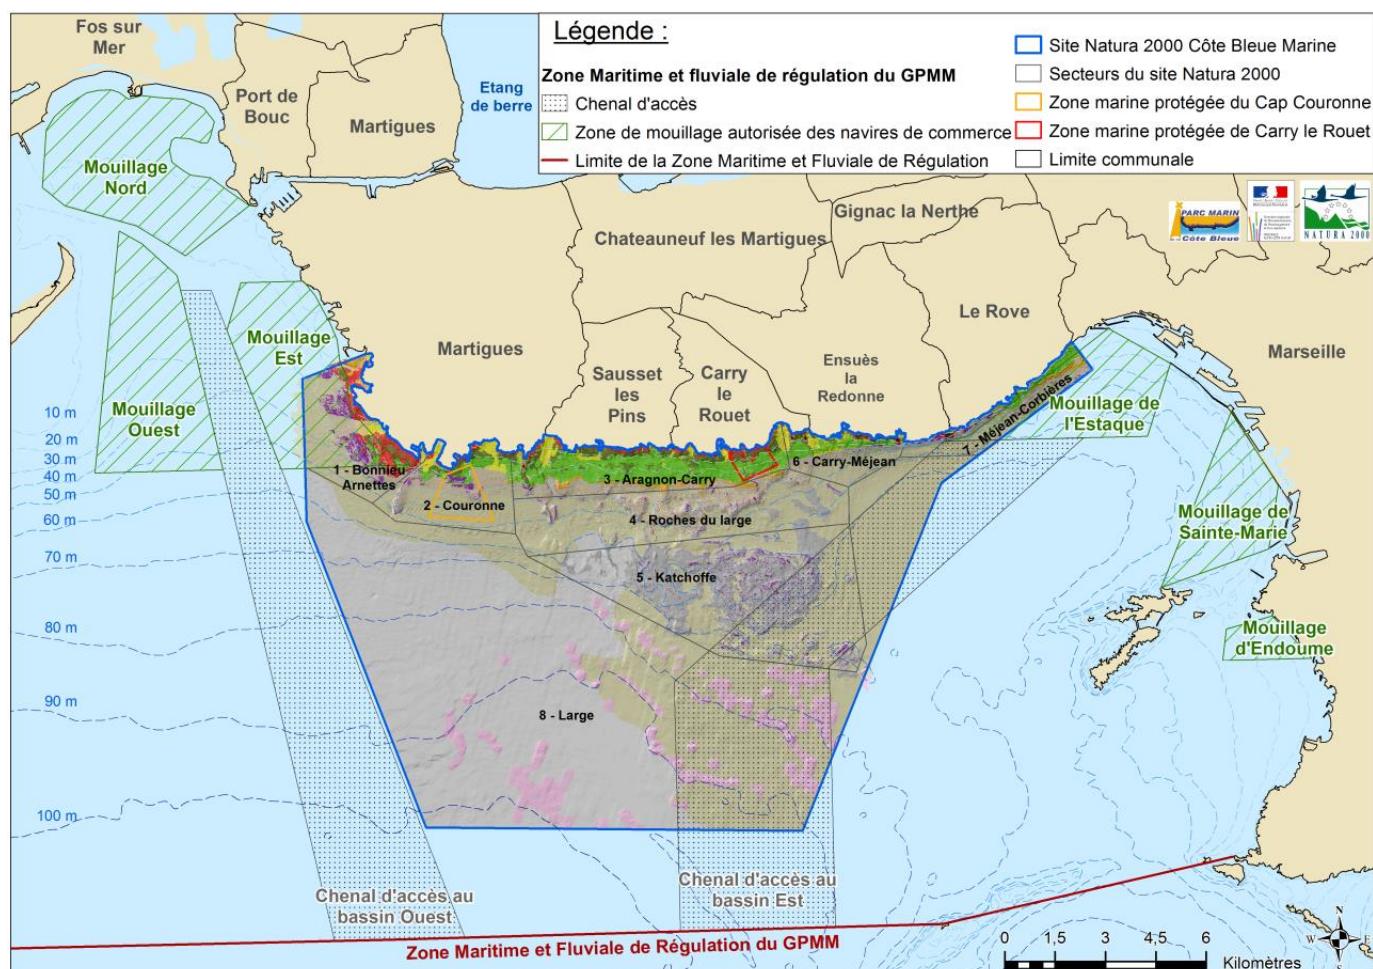 Légende :
Zone Maritime et fluviale de régulation du GPMM
Chenal d'accès
Zone de mouillage autorisée des navires de commerce
Limite de la Zone Maritime et Fluviale de Régulation
Site Natura 2000 Côte Bleue Marine
Secteurs du site Natura 2000
Zone marine protégée du Cap Couronne
Zone marine protégée de Carry le Rouet
Limite communale
PARC MARIN
Côte Bleue
NATURA 2000
Fos sur
Mer
Port de
Bouc
Martigues
Etang
de berre
Mouillage
Nord
Gignac la Nerthe
Chateauneuf les Martigues
Le Rove
Marseille
Mouillage
Est
Martigues
Sausset
les
Pins
Carry
le
Rouet
Ensuès
la
Redonne
Mouillage
Ouest
Mouillage de
l'Estaque
7 - Méjean-Corbières
6 - Carry-Méjean
1 - Bonnieu
Arnettes
2 - Couronne
3 - Aragnon-Carry
4 - Roches du large
5 - Katchoffe
8 - Large
10 m
20 m
30 m
40 m
50 m
60 m
70 m
80 m
90 m
100 m
Mouillage de
Sainte-Marie
Mouillage
d'Endoume
Chenal d'accès au
bassin Ouest
Chenal d'accès au
bassin Est
Zone Maritime et Fluviale de Régulation du GPMM
N
W E
S
0 1,5 3 4,5 6
Kilomètres